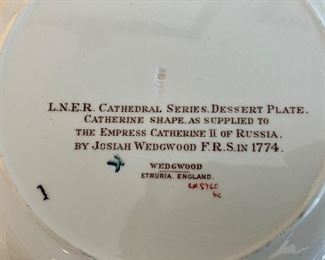 L.N.E.R. CATHEDRAL SERIES. DESSERT PLATE.
CATHERINE SHAPE. AS SUPPLIED TO
THE EMPRESS CATHERINE II OF RUSSIA.
BY JOSIAH WEDGWOOD F.R.S. IN 1774.
WEDGWOOD
ETRURIA. ENGLAND.
1